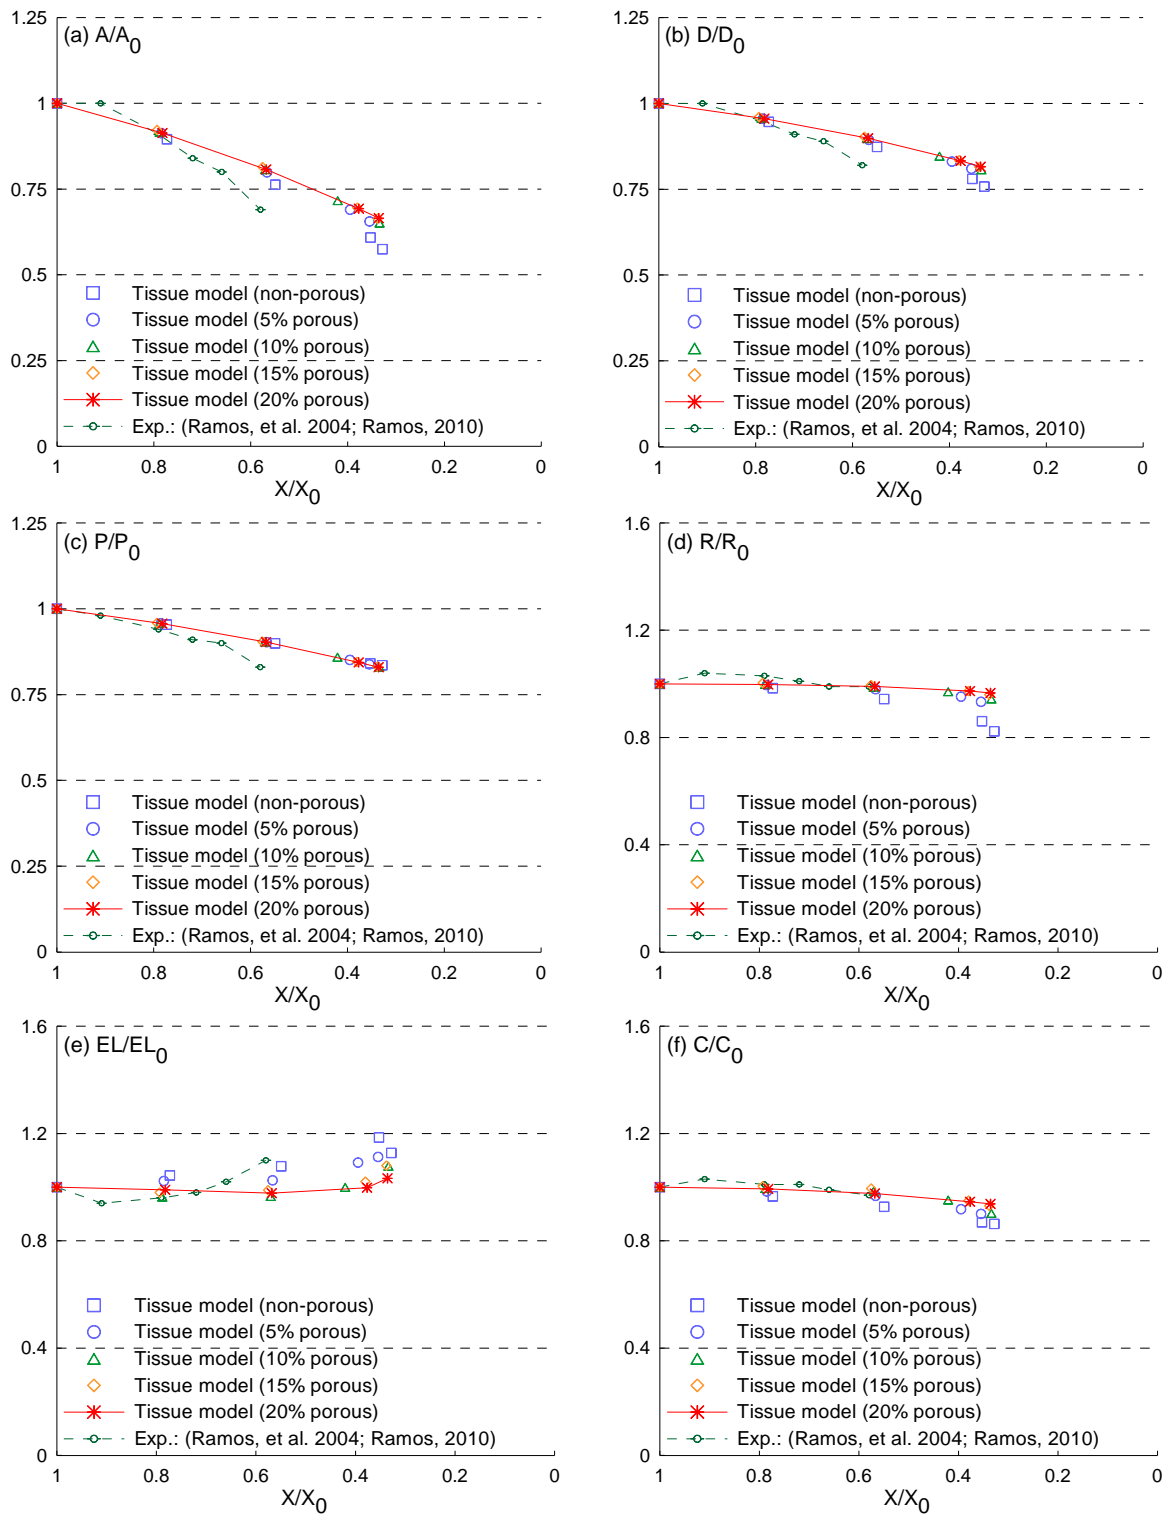 (a) A/A0
1.25
1
0.75
0.5
0.25
0
Tissue model (non-porous)
Tissue model (5% porous)
Tissue model (10% porous)
Tissue model (15% porous)
Tissue model (20% porous)
Exp.: (Ramos, et al. 2004; Ramos, 2010)
1 0.8 0.6 0.4 0.2 0
X/X0
(b) D/D0
1.25
1
0.75
0.5
0.25
0
Tissue model (non-porous)
Tissue model (5% porous)
Tissue model (10% porous)
Tissue model (15% porous)
Tissue model (20% porous)
Exp.: (Ramos, et al. 2004; Ramos, 2010)
1 0.8 0.6 0.4 0.2 0
X/X0
(c) P/P0
1.25
1
0.75
0.5
0.25
0
Tissue model (non-porous)
Tissue model (5% porous)
Tissue model (10% porous)
Tissue model (15% porous)
Tissue model (20% porous)
Exp.: (Ramos, et al. 2004; Ramos, 2010)
1 0.8 0.6 0.4 0.2 0
X/X0
(d) R/R0
1.6
1.2
0.8
0.4
0
Tissue model (non-porous)
Tissue model (5% porous)
Tissue model (10% porous)
Tissue model (15% porous)
Tissue model (20% porous)
Exp.: (Ramos, et al. 2004; Ramos, 2010)
1 0.8 0.6 0.4 0.2 0
X/X0
(e) EL/EL0
1.6
1.2
0.8
0.4
0
Tissue model (non-porous)
Tissue model (5% porous)
Tissue model (10% porous)
Tissue model (15% porous)
Tissue model (20% porous)
Exp.: (Ramos, et al. 2004; Ramos, 2010)
1 0.8 0.6 0.4 0.2 0
X/X0
(f) C/C0
1.6
1.2
0.8
0.4
0
Tissue model (non-porous)
Tissue model (5% porous)
Tissue model (10% porous)
Tissue model (15% porous)
Tissue model (20% porous)
Exp.: (Ramos, et al. 2004; Ramos, 2010)
1 0.8 0.6 0.4 0.2 0
X/X0